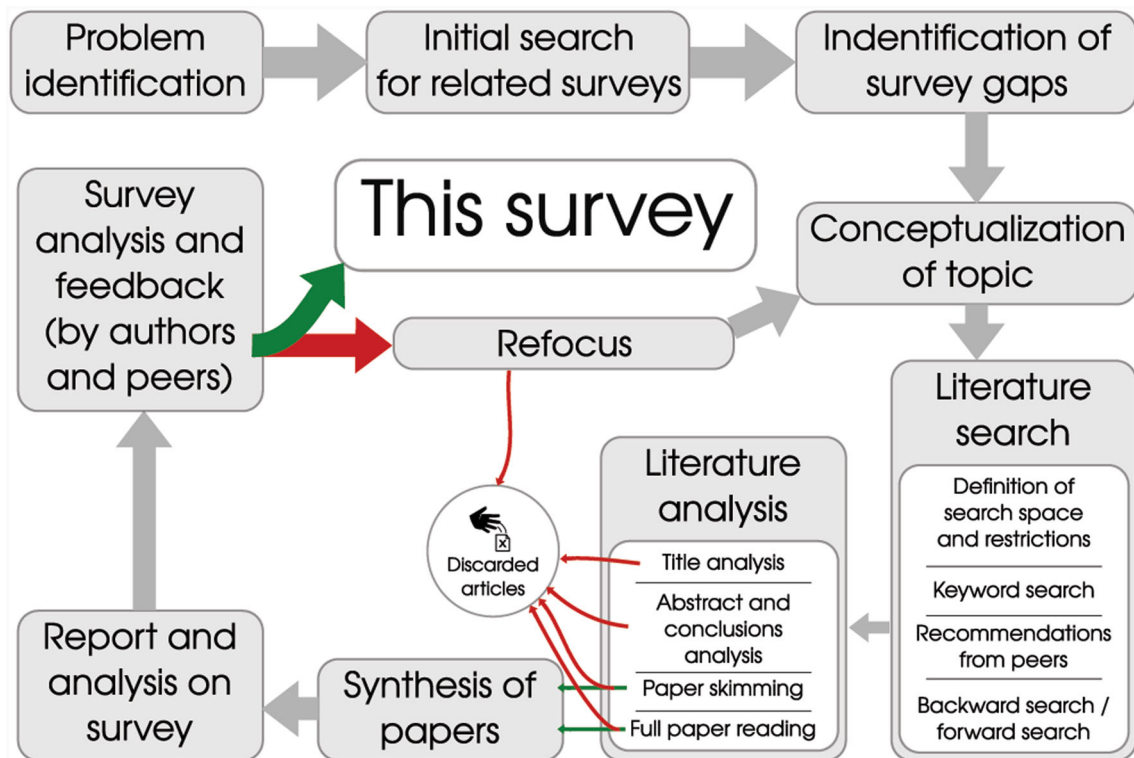 Problem
identification
Initial search
for related surveys
Indentification of
survey gaps
Survey
analysis and
feedback
(by authors
and peers)
This survey
Conceptualization
of topic
Refocus
Literature
search
Definition of
search space
and restrictions
Keyword search
Recommendations
from peers
Backward search /
forward search
Literature
analysis
Title analysis
Abstract and
conclusions
analysis
Paper skimming
Full paper reading
x
Discarded
articles
Synthesis of
papers
Report and
analysis on
survey